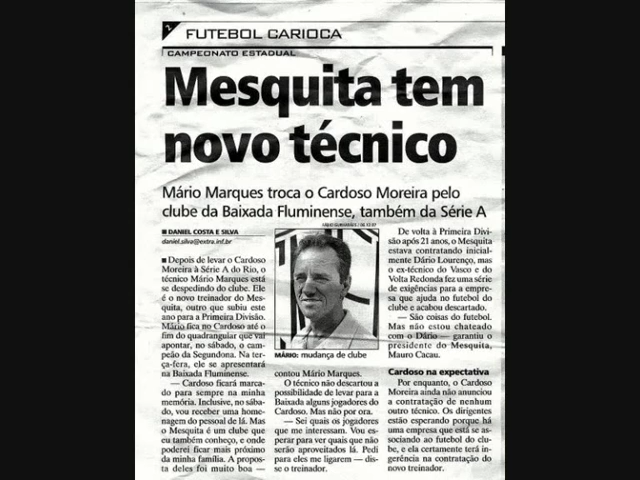 2
FUTEBOL CARIOCA
CAMPEONATO ESTADUAL
Mesquita tem
novo técnico
Mário Marques troca o Cardoso Moreira pelo
clube da Baixada Fluminense, também da Série A
DANIEL COSTA E SILVA
daniel.silva@extra.inf.br
Depois de levar o Cardoso
Moreira à Série A do Rio, o
técnico Mário Marques está
se despedindo do clube. Ele
é o novo treinador do Mes-
quita, outro que subiu este
ano para a Primeira Divisão.
Mário fica no Cardoso até o
fim do quadrangular que vai
apontar, no sábado, o cam-
peão da Segundona. Na ter-
ça-feira, ele se apresentará
na Baixada Fluminense.
— Cardoso ficará marca-
do para sempre na minha
memória. Inclusive, no sába-
do, vou receber uma home-
nagem do pessoal de lá. Mas
o Mesquita é um clube que
eu também conheço, e onde
poderei ficar mais próximo
da minha família. A propos-
ta deles foi muito boa —
MÁRIO: mudança de clube
contou Mário Marques.
O técnico não descartou a
possibilidade de levar para a
Baixada alguns jogadores do
Cardoso. Mas não por ora.
— Sei quais os jogadores
que me interessam. Vou es-
perar para ver quais não
serão aproveitados lá. Pedi
para eles me ligarem — dis-
se o treinador.
De volta à Primeira Divi-
são após 21 anos, o Mesquita
estava contratando inicial-
mente Dário Lourenço, mas
o ex-técnico do Vasco e do
Volta Redonda fez uma série
de exigências para a empre-
sa que ajuda no futebol do
clube e acabou descartado.
— São coisas do futebol.
Mas não estou chateado
com o Dário — garantiu o
presidente do Mesquita,
Mauro Cacau.
Cardoso na expectativa
Por enquanto, o Cardoso
Moreira ainda não anunciou
a contratação de nenhum
outro técnico. Os dirigentes
estão esperando porque há
uma empresa que está se as-
sociando ao futebol do clu-
be, e ela certamente terá in-
gerência na contratação do
novo treinador.